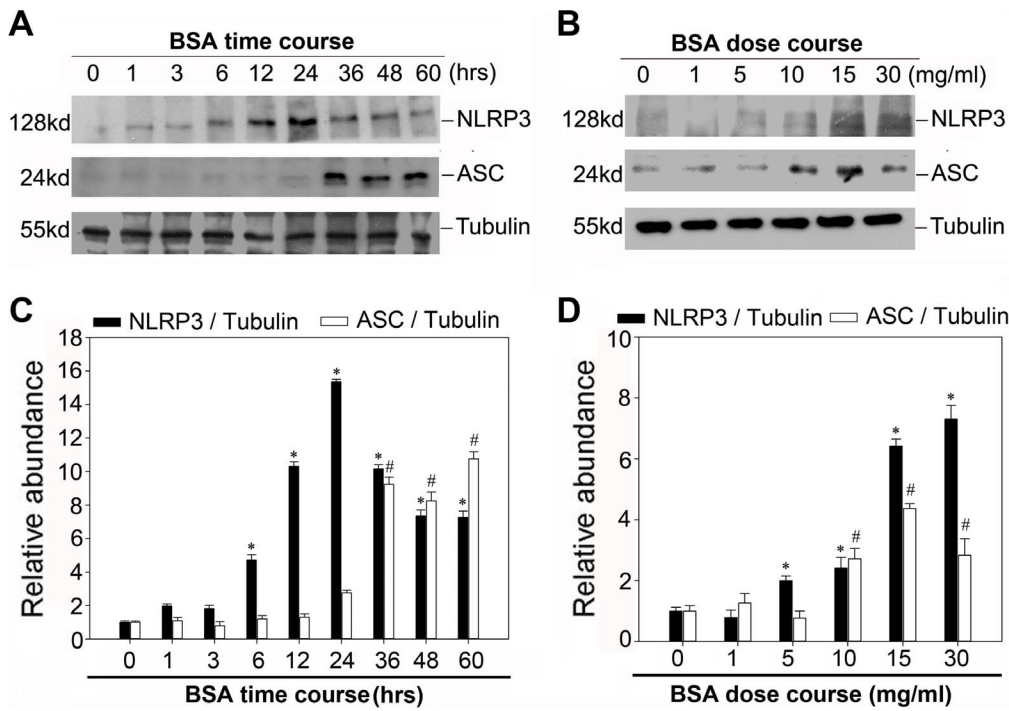 A
BSA time course
0 1 3 6 12 24 36 48 60 (hrs)
128kd
NLRP3
24kd
ASC
55kd
Tubulin
B
BSA dose course
0 1 5 10 15 30 (mg/ml)
128kd
NLRP3
24kd
ASC
55kd
Tubulin
C
NLRP3 / Tubulin
ASC / Tubulin
Relative abundance
18
16
14
12
10
8
6
4
2
0
* * * * # * # * #
0 1 3 6 12 24 36 48 60
BSA time course (hrs)
D
NLRP3 / Tubulin
ASC / Tubulin
Relative abundance
10
8
6
4
2
0
* * # * # * #
0 1 5 10 15 30
BSA dose course (mg/ml)